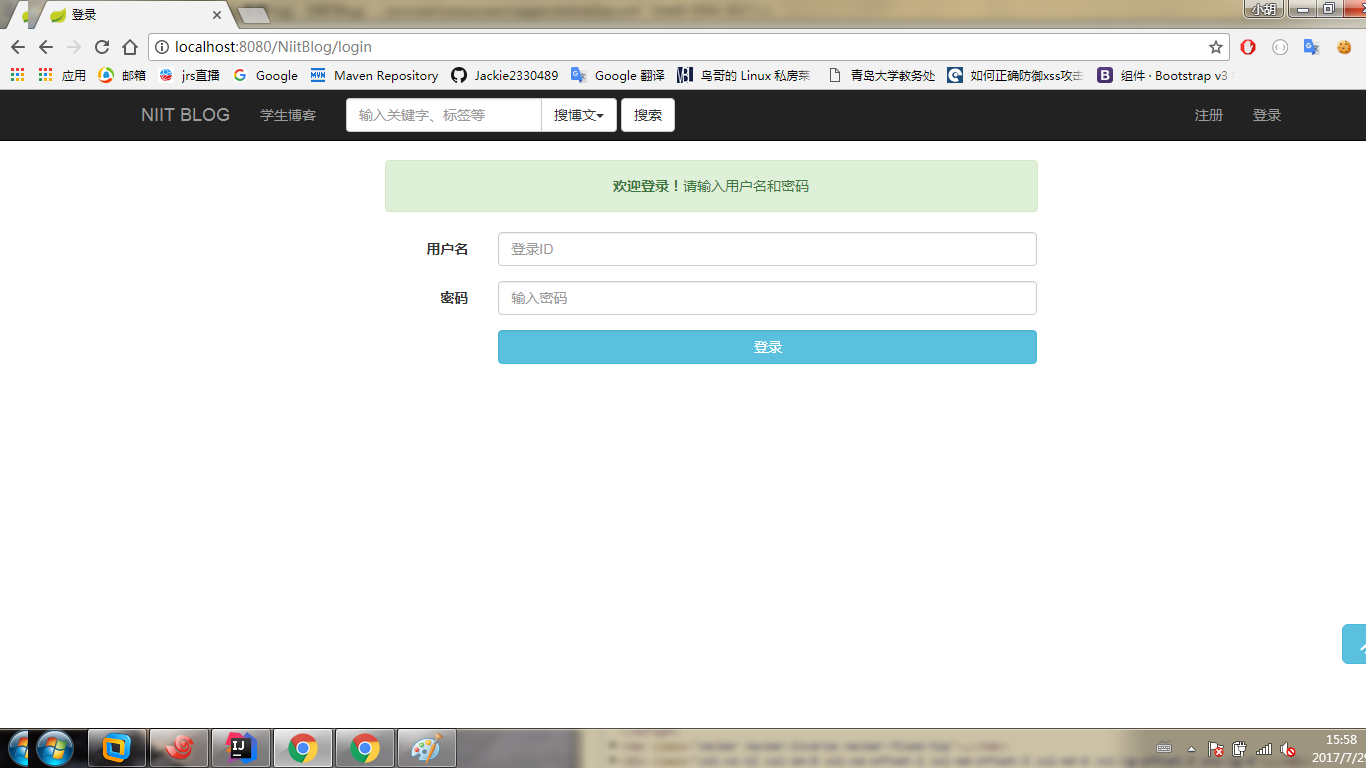 登录
小胡
localhost:8080/NiitBlog/login
应用 邮箱 jrs直播 Google Maven Repository Jackie2330489 Google 翻译 鸟哥的 Linux 私房菜 青岛大学教务处 如何正确防御xss攻击 组件 · Bootstrap v3
NIIT BLOG 学生博客 输入关键字、标签等 搜博文 搜索 注册 登录
欢迎登录！请输入用户名和密码
用户名 登录ID
密码 输入密码
登录
15:58
2017/7/2